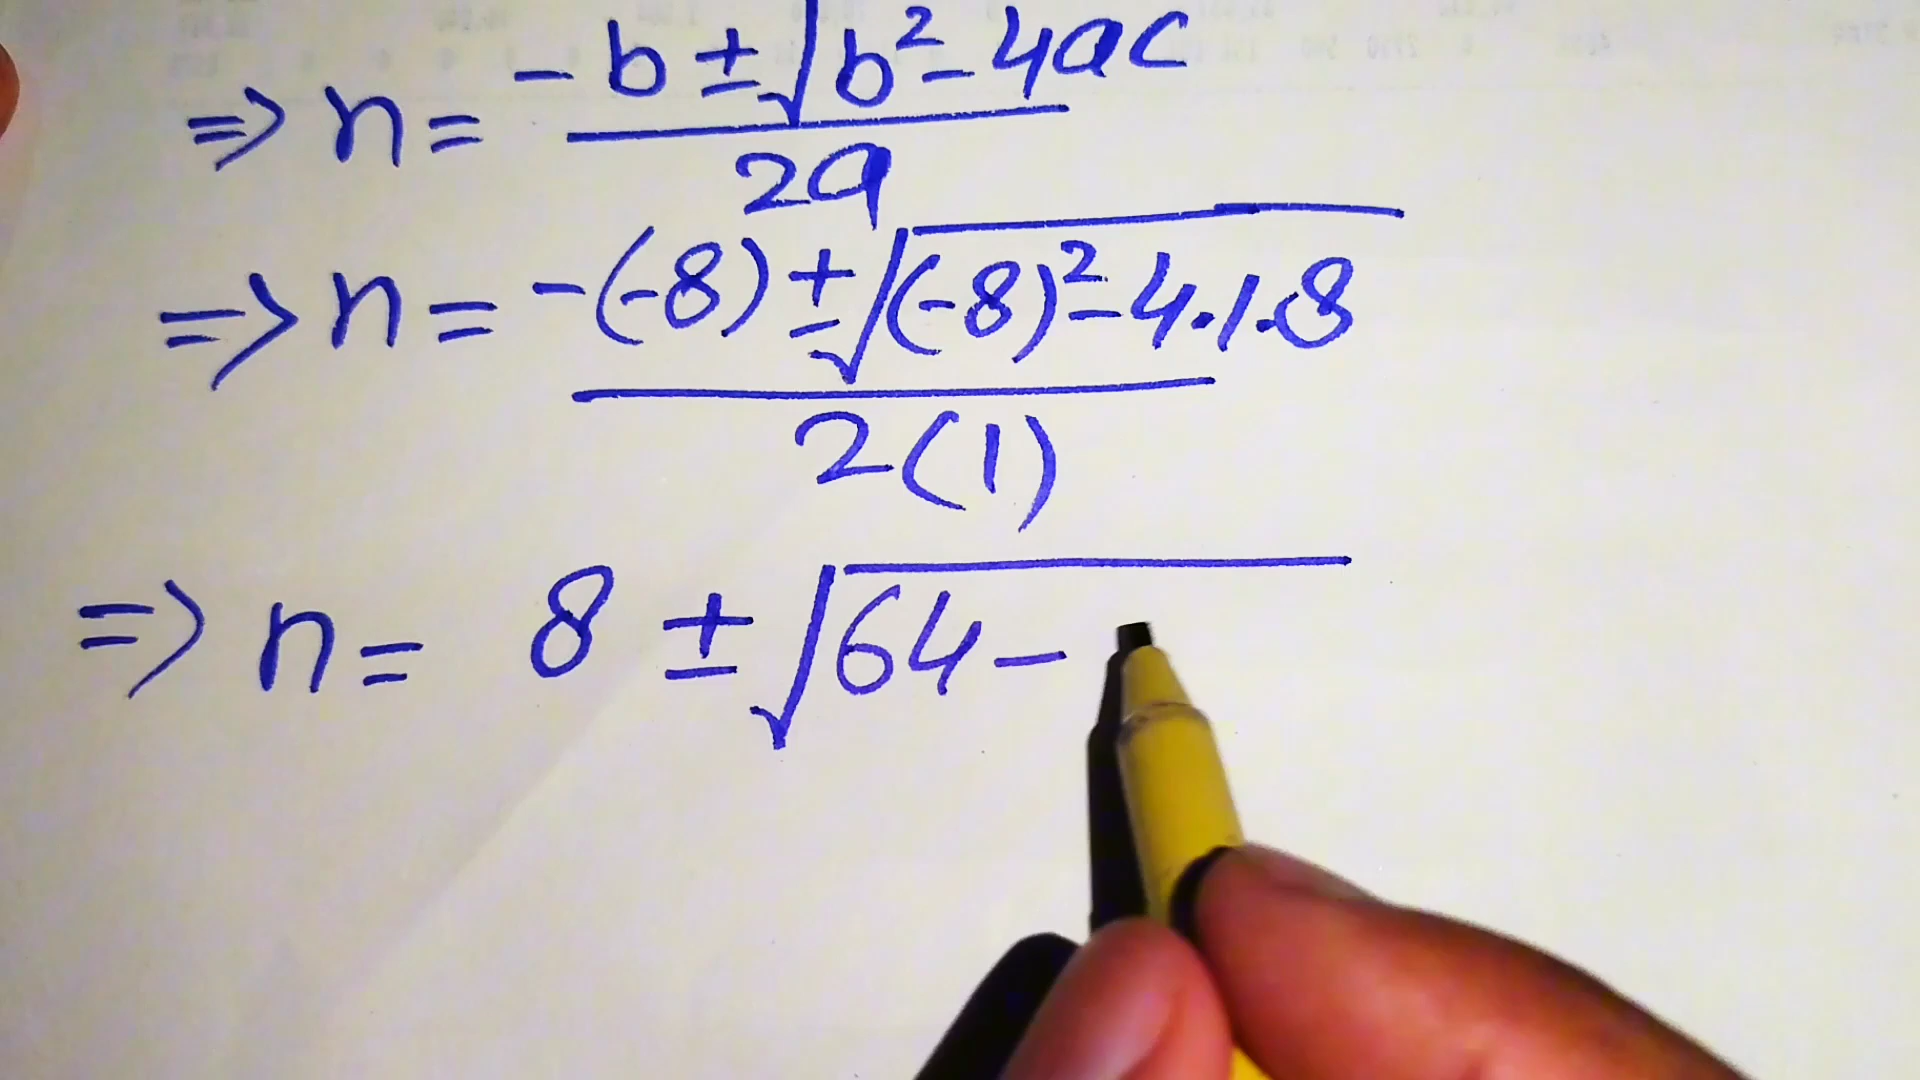 ⇒ n = -b ± √b² - 4ac
2a
⇒ n = -(-8) ± √(-8)² - 4.1.8
2(1)
⇒ n = 8 ± √64 -